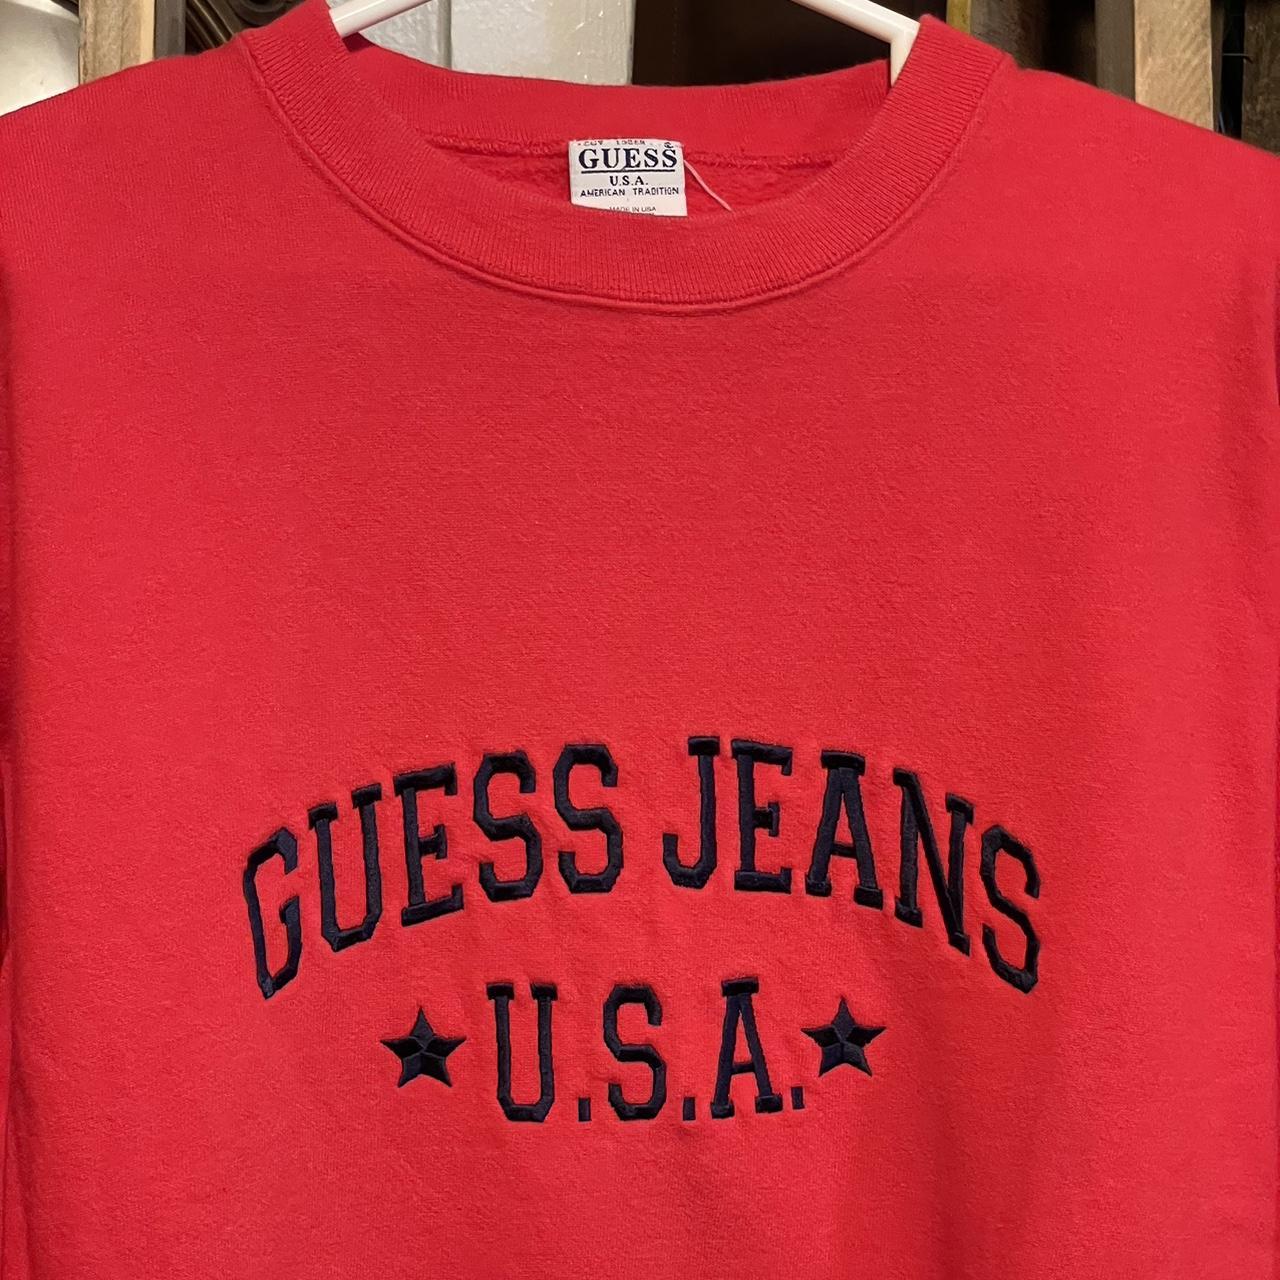 GUESS
U.S.A.
AMERICAN TRADITION
MADE IN USA
GUESS JEANS
U.S.A.